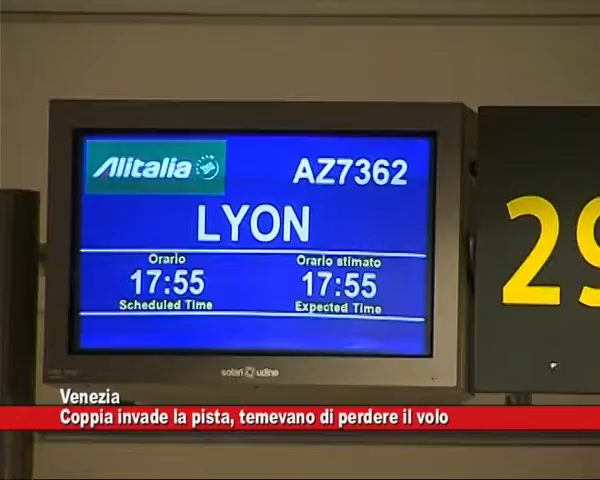 Alitalia
AZ7362
LYON
Orario
Orario stimato
17:55
17:55
Scheduled Time
Expected Time
solari udine
Venezia
Coppia invade la pista, temevano di perdere il volo